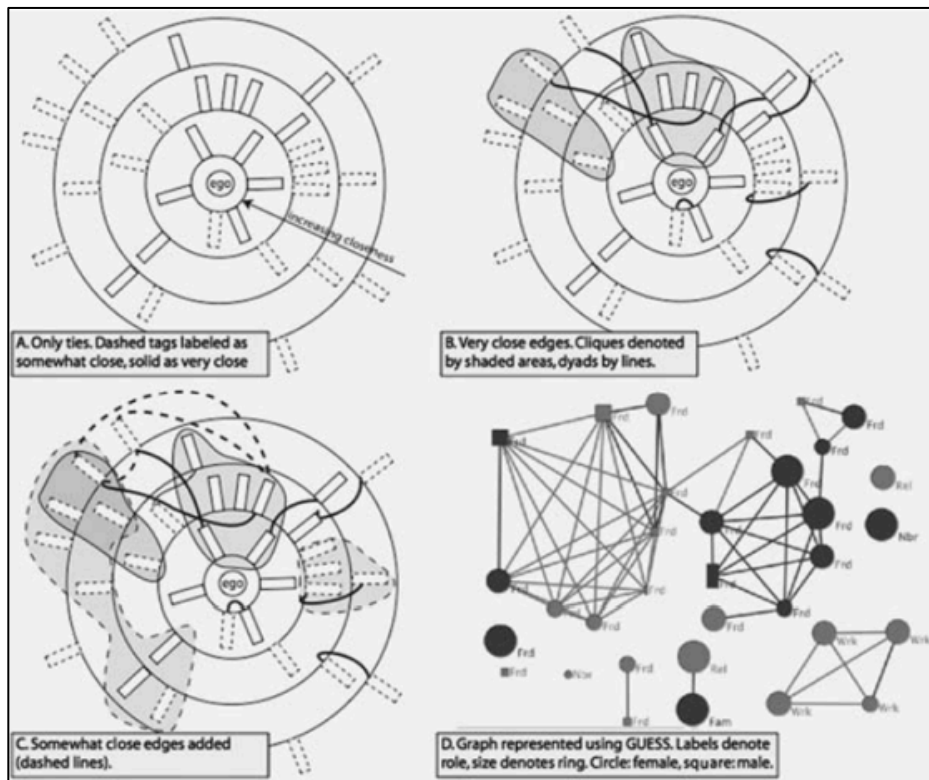 ego
increasing closeness
A. Only ties. Dashed tags labeled as
somewhat close, solid as very close
ego
B. Very close edges. Cliques denoted
by shaded areas, dyads by lines.
ego
C. Somewhat close edges added
(dashed lines).
Frd
Frd
Frd
Frd
Frd
Frd
Rel
Frd
Nbr
Frd
Frd
Frd
Frd
Frd
Frd
Frd
Wrk
Wrk
Frd
Frd
Nbr
Frd
Rel
Frd
Fam
Wrk
Wrk
D. Graph represented using GUESS. Labels denote
role, size denotes ring. Circle: female, square: male.